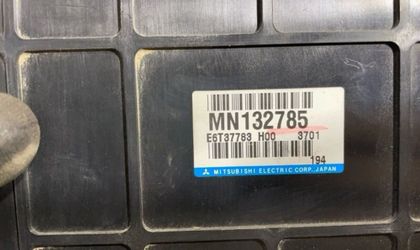 MN132785
E6T37783 H00 3701
194
MITSUBISHI ELECTRIC CORP. JAPAN